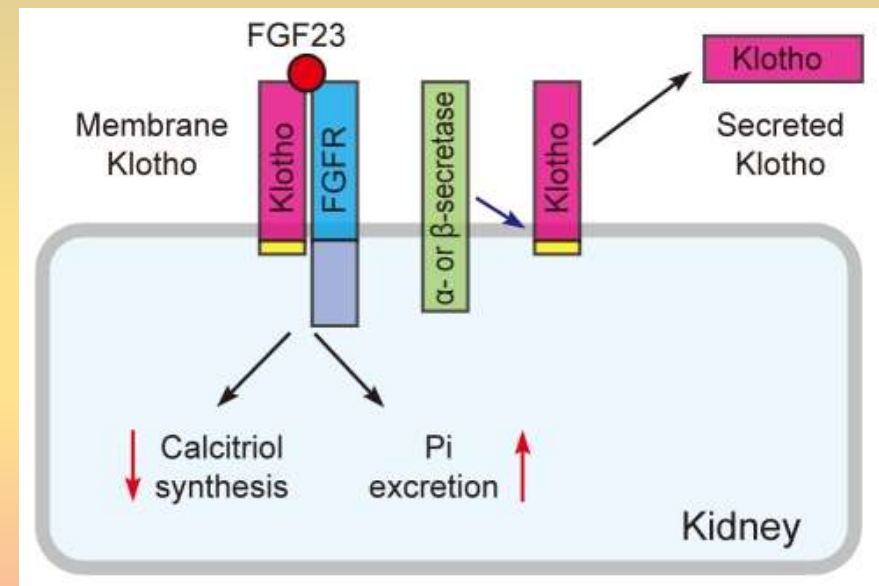 FGF23
Membrane
Klotho
Klotho
FGFR
α- or β-secretase
Klotho
Klotho
Secreted
Klotho
Calcitriol
synthesis
Pi
excretion
Kidney